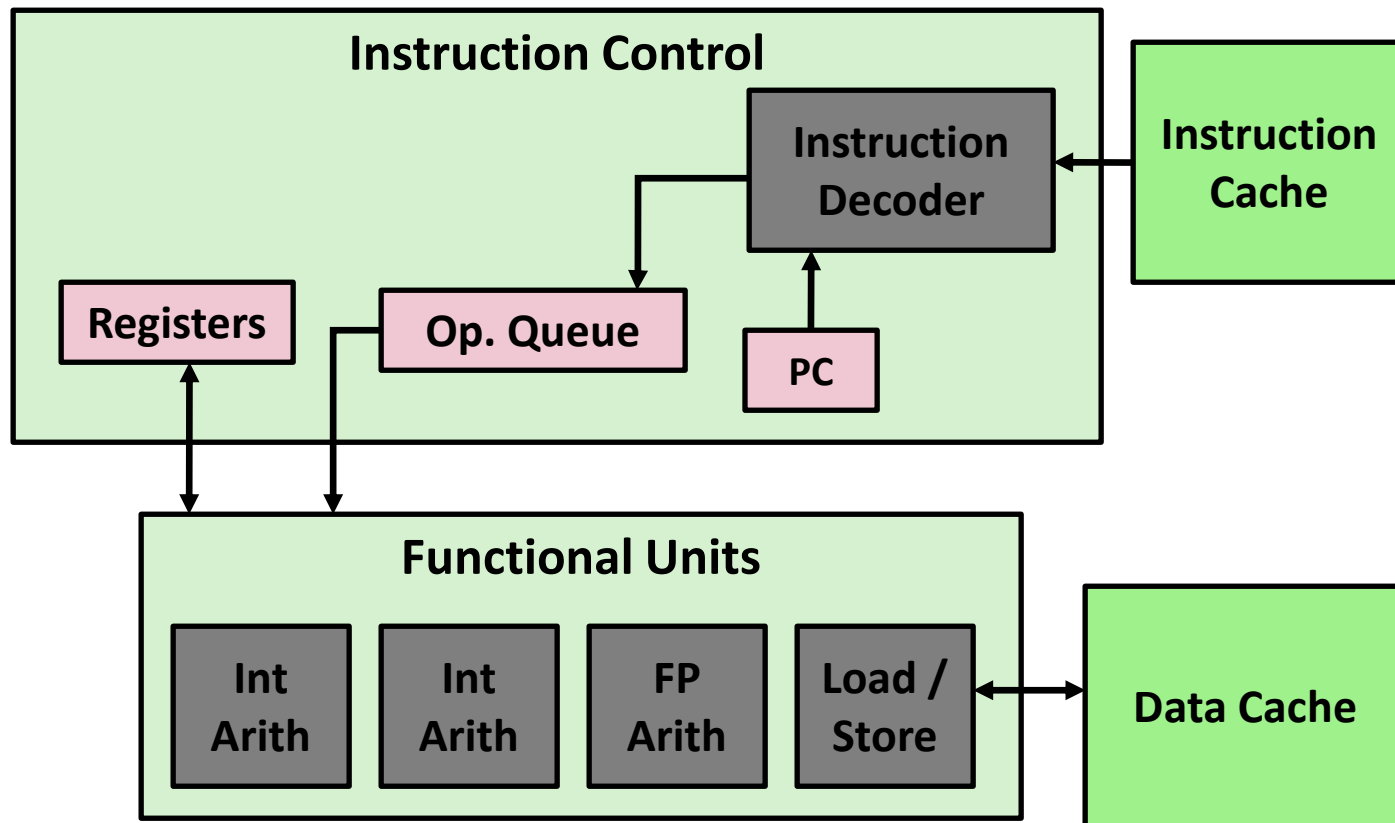 Instruction Control
Instruction
Decoder
Instruction
Cache
Registers
Op. Queue
PC
Functional Units
Int
Arith
Int
Arith
FP
Arith
Load /
Store
Data Cache